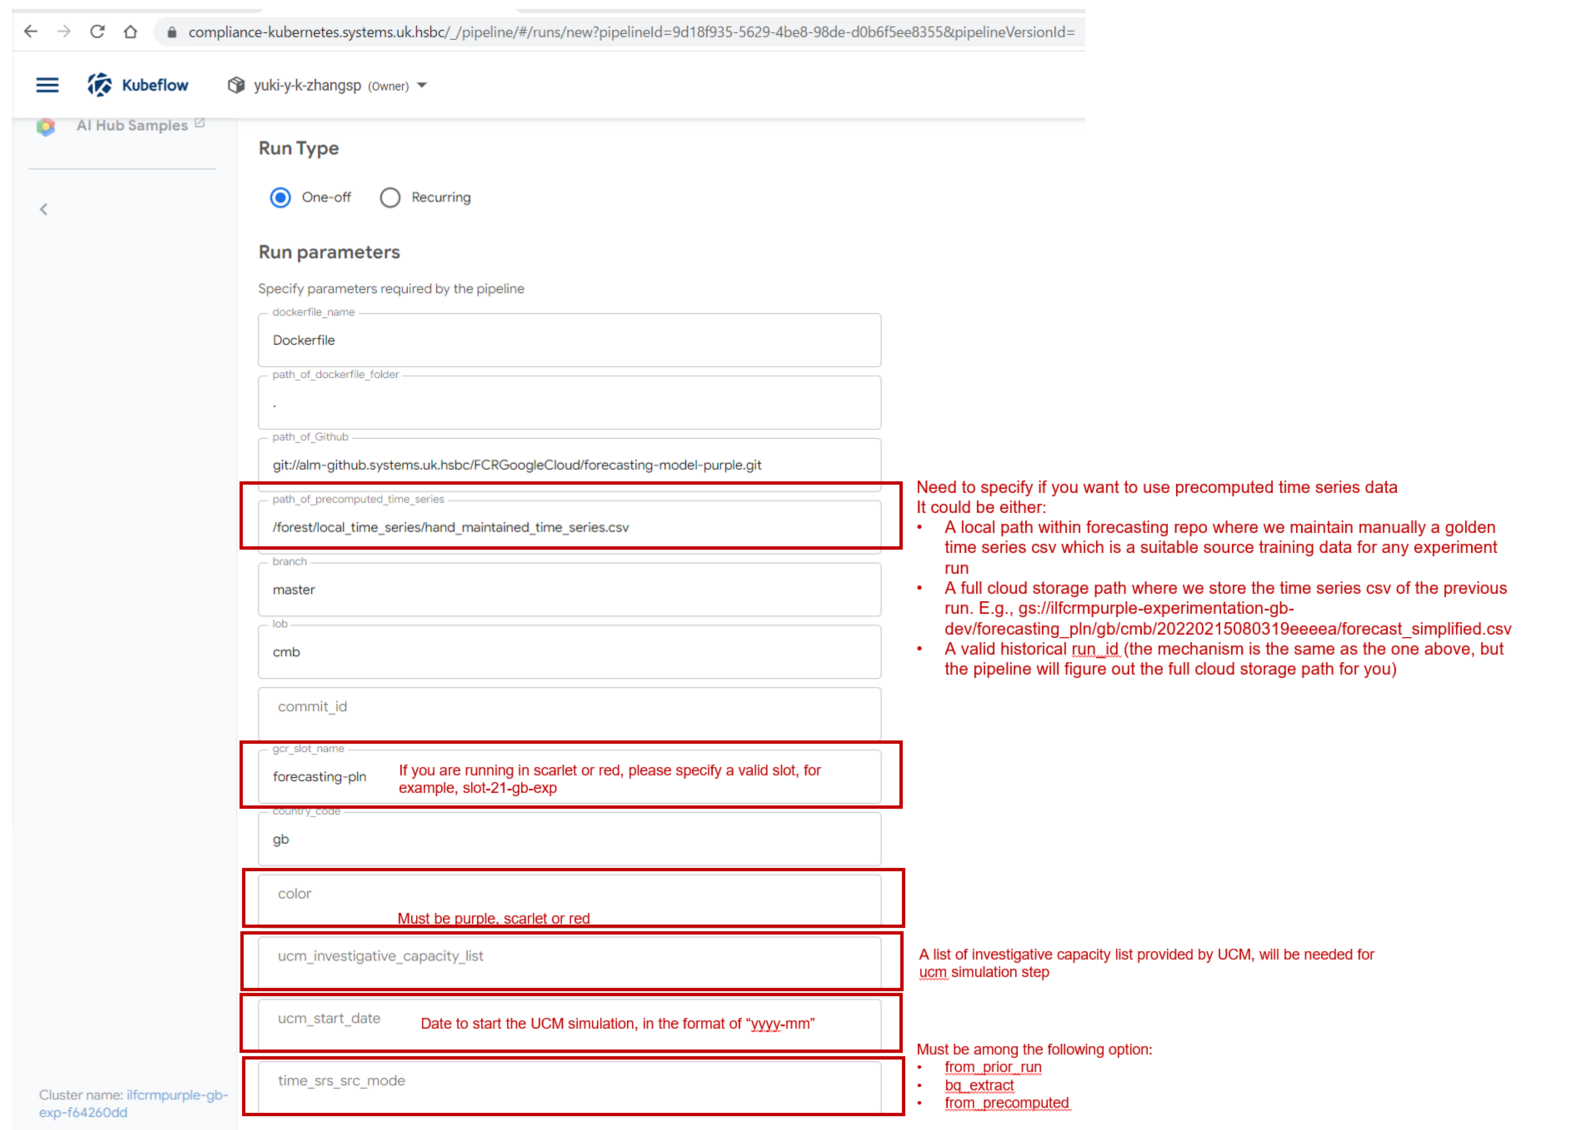 compliance-kubernetes.systems.uk.hsbc/_/pipeline/#/runs/new?pipelineId=9d18f935-5629-4be8-98de-d0b6f5ee8355&pipelineVersionId=
Kubeflow
yuki-y-k-zhangsp (Owner)
AI Hub Samples
Run Type
One-off
Recurring
Run parameters
Specify parameters required by the pipeline
dockerfile_name
Dockerfile
path_of_dockerfile_folder
.
path_of_Github
git://alm-github.systems.uk.hsbc/FCRGoogleCloud/forecasting-model-purple.git
path_of_precomputed_time_series
/forest/local_time_series/hand_maintained_time_series.csv
Need to specify if you want to use precomputed time series data
It could be either:
• A local path within forecasting repo where we maintain manually a golden
time series csv which is a suitable source training data for any experiment
run
• A full cloud storage path where we store the time series csv of the previous
run. E.g., gs://ilfcrmpurple-experimentation-gb-
dev/forecasting_pln/gb/cmb/20220215080319eeeea/forecast_simplified.csv
• A valid historical run_id (the mechanism is the same as the one above, but
the pipeline will figure out the full cloud storage path for you)
branch
master
lob
cmb
commit_id
gcr_slot_name
forecasting-pln
If you are running in scarlet or red, please specify a valid slot, for
example, slot-21-gb-exp
country_code
gb
color
Must be purple, scarlet or red
ucm_investigative_capacity_list
A list of investigative capacity list provided by UCM, will be needed for
ucm simulation step
ucm_start_date
Date to start the UCM simulation, in the format of “yyyy-mm”
time_srs_src_mode
Must be among the following option:
• from_prior_run
• bq_extract
• from_precomputed
Cluster name: ilfcrmpurple-gb-
exp-f64260dd